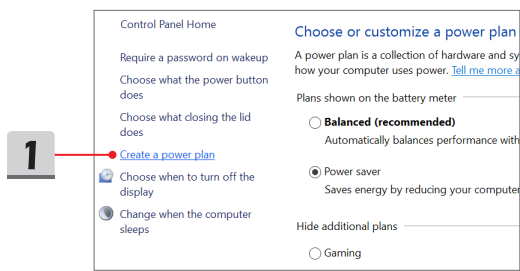 Control Panel Home
Require a password on wakeup
Choose what the power button
does
Choose what closing the lid
does
Create a power plan
Choose when to turn off the
display
Change when the computer
sleeps
1
Choose or customize a power plan
A power plan is a collection of hardware and sy
how your computer uses power. Tell me more a
Plans shown on the battery meter
Balanced (recommended)
Automatically balances performance with
Power saver
Saves energy by reducing your computer
Hide additional plans
Gaming